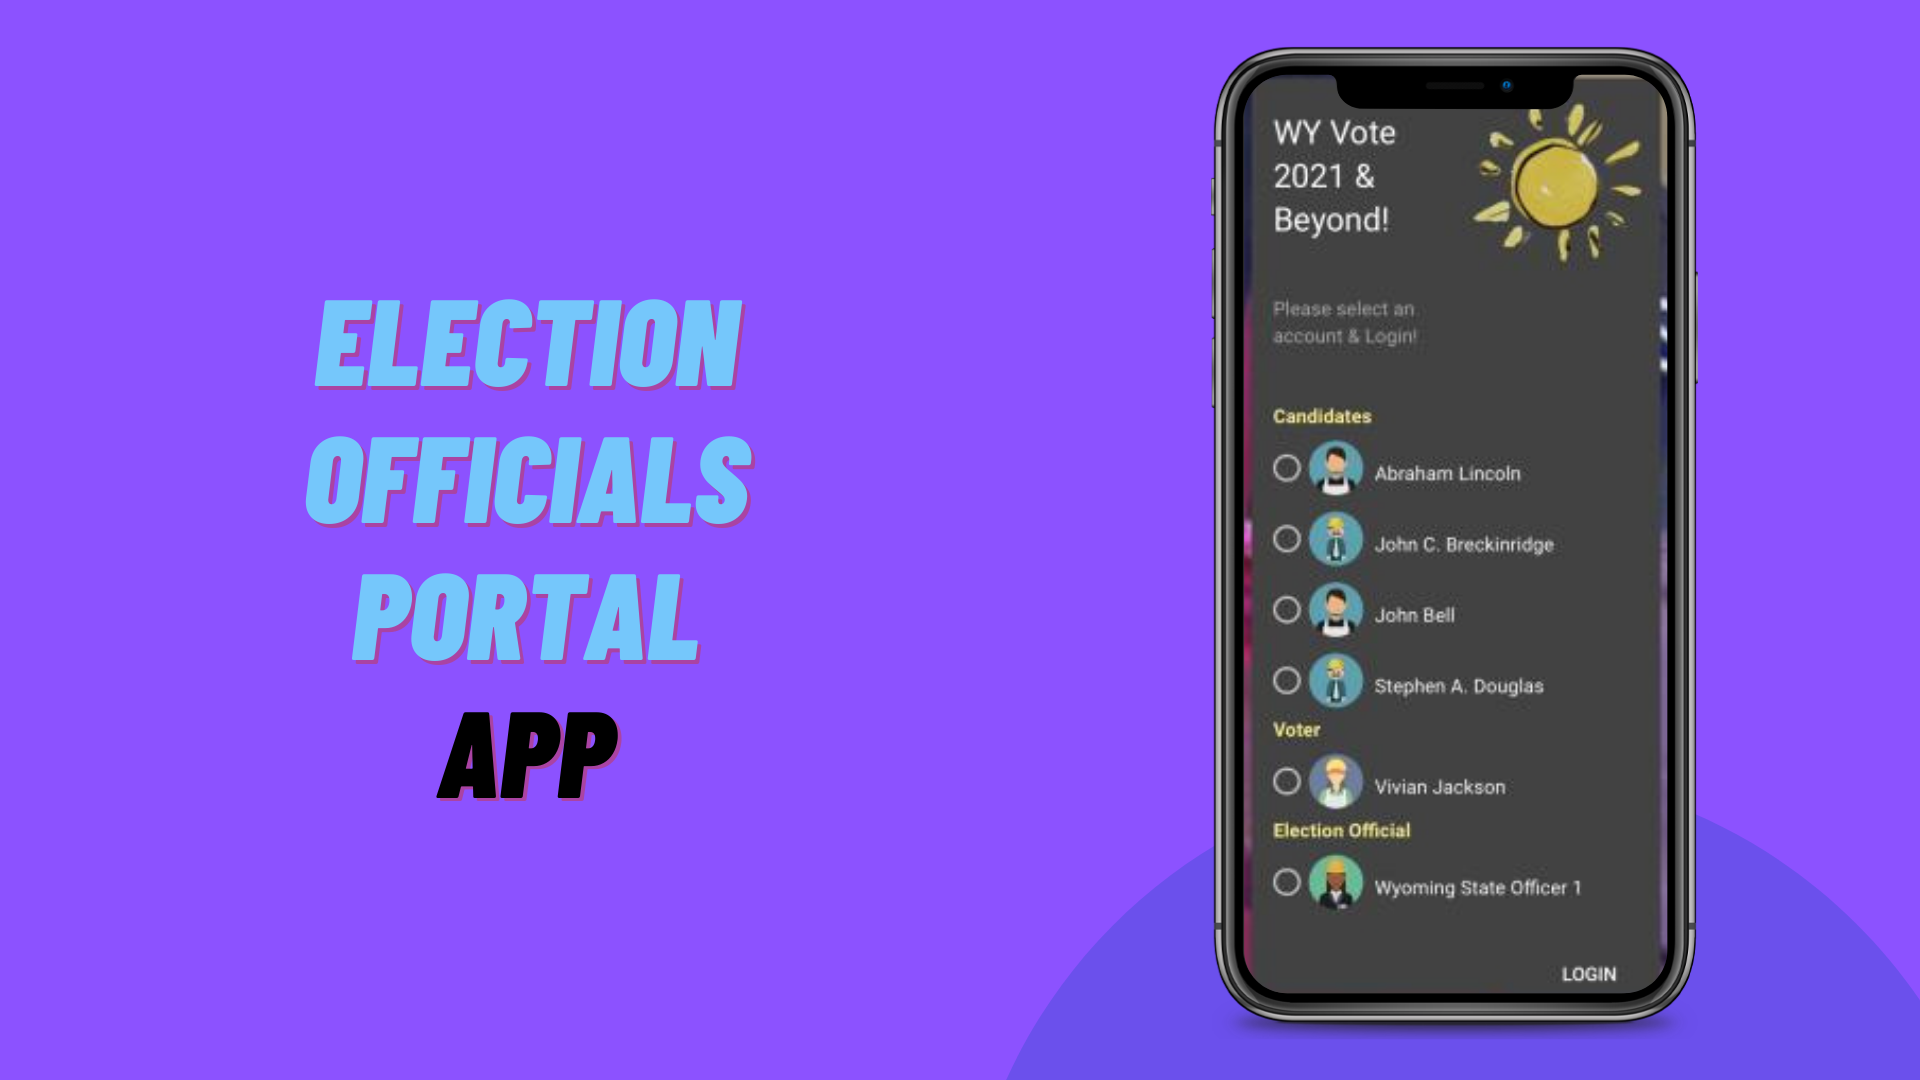 ELECTION
OFFICIALS
PORTAL
APP
WY Vote
2021 &
Beyond!
Please select an
account & Login!
Candidates
Abraham Lincoln
John C. Breckinridge
John Bell
Stephen A. Douglas
Voter
Vivian Jackson
Election Official
Wyoming State Officer 1
LOGIN